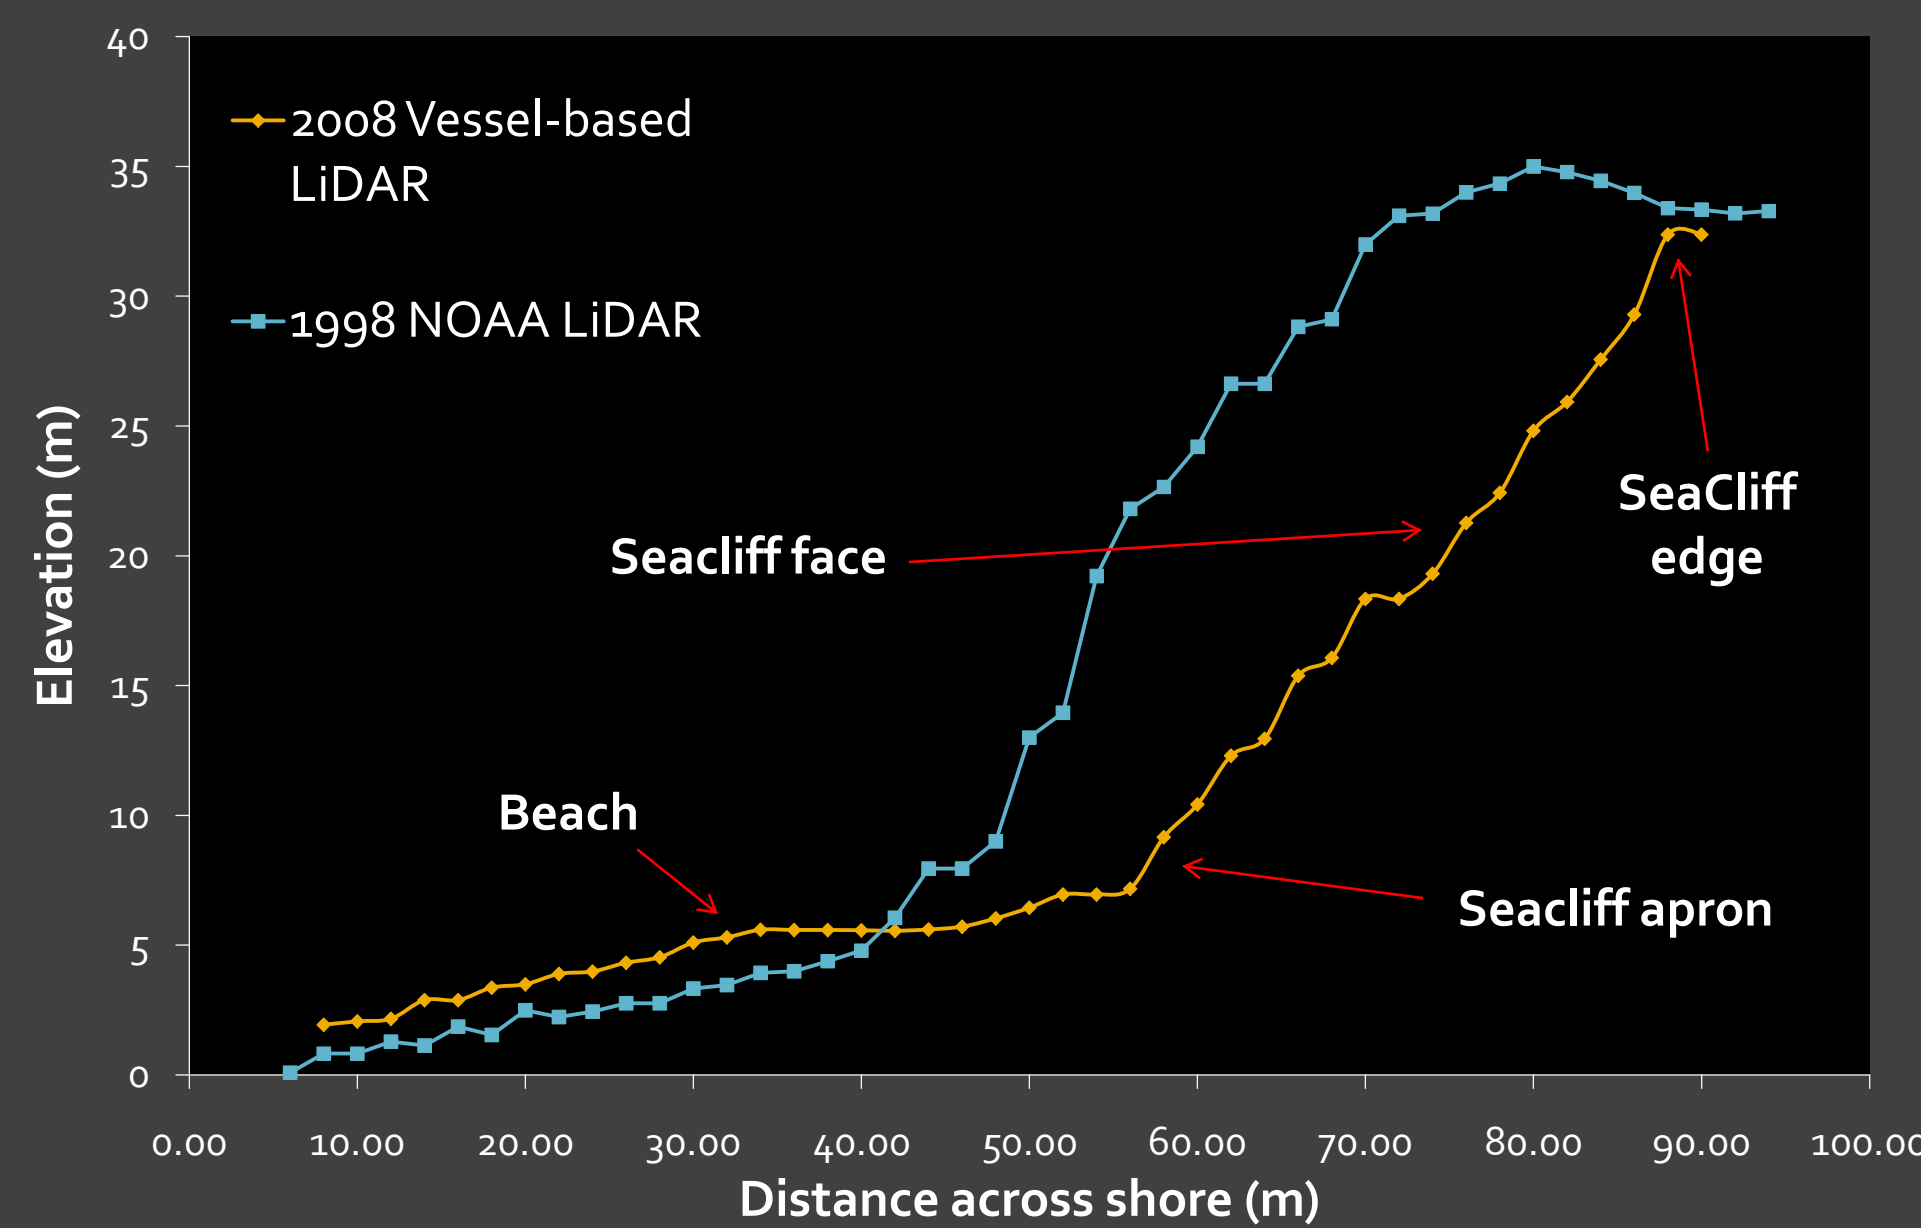 40
35
30
25
20
15
10
5
0
Elevation (m)
2008 Vessel-based
LiDAR
1998 NOAA LiDAR
Seacliff face
SeaCliff
edge
Beach
Seacliff apron
0.00 10.00 20.00 30.00 40.00 50.00 60.00 70.00 80.00 90.00 100.00
Distance across shore (m)